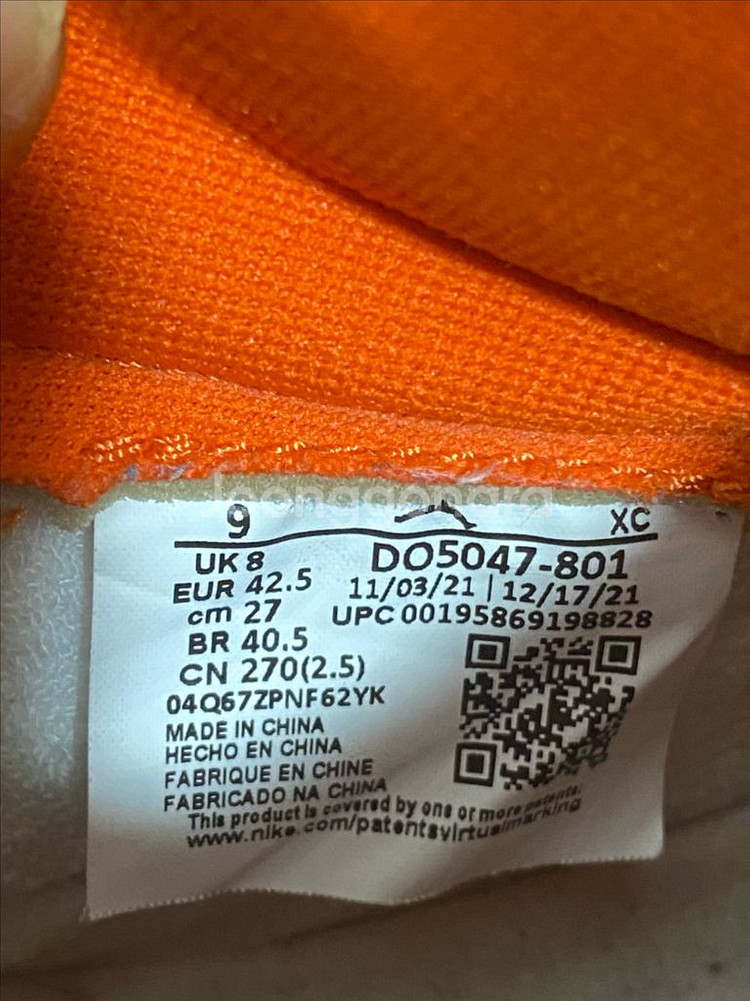 joongaonara
9 XC
UK 8 DO5047-801
EUR 42.5 11/03/21 | 12/17/21
cm 27 UPC 00195869198828
BR 40.5
CN 270(2.5)
04Q67ZPNF62YK
MADE IN CHINA
HECHO EN CHINA
FABRIQUE EN CHINE
FABRICADO NA CHINA
This product is covered by one or more patents:
www.nike.com/patentsvirtualmarking